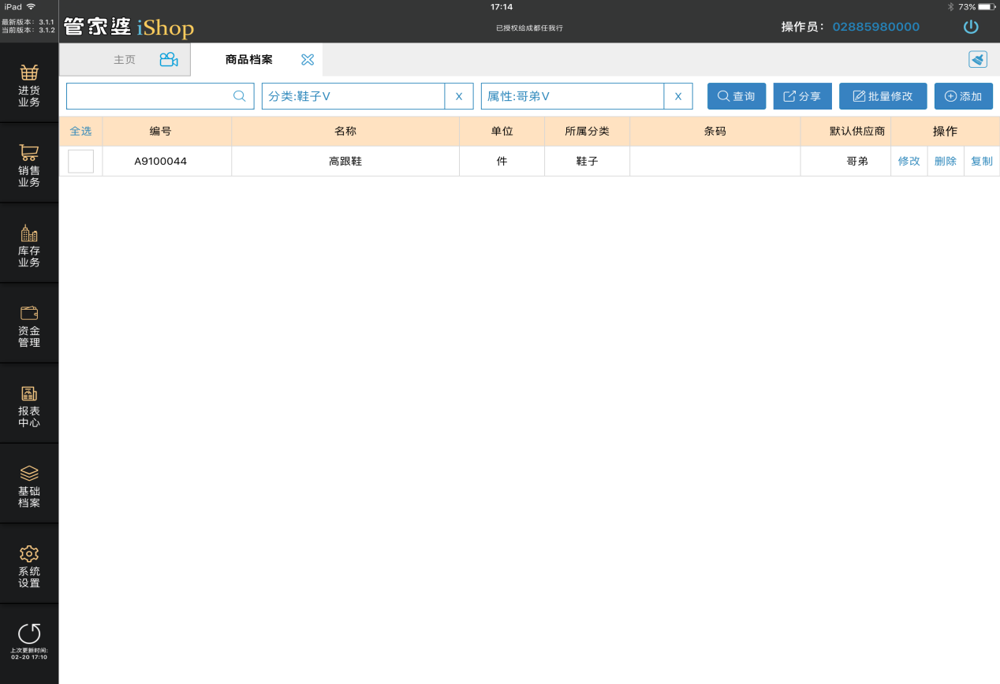 iPad
17:14
73%
最新版本: 3.1.1
当前版本: 3.1.2
管家婆 iShop
已授权给成都任我行
操作员: 02885980000
主页
商品档案
分类:鞋子V
X
属性:哥弟V
X
查询
分享
批量修改
添加
全选 编号 名称 单位 所属分类 条码 默认供应商 操作
A9100044 高跟鞋 件 鞋子 哥弟 修改 删除 复制
进货
业务
销售
业务
库存
业务
资金
管理
报表
中心
基础
档案
系统
设置
上次更新时间:
02-20 17:10